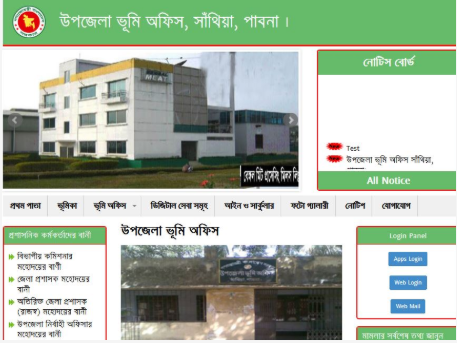 উপজেলা ভূমি অফিস, সাঁথিয়া, পাবনা ।
MEAT
নোটিস বোর্ড
Test
উপজেলা ভূমি অফিস সাঁথিয়া,
All Notice
প্রথম পাতা ভূমিকা ভূমি অফিস ডিজিটাল সেবা সমূহ আইন ও সার্কুলার ফটো গ্যালারী নোটিশ যোগাযোগ
প্রশাসনিক কর্মকর্তাদের বানী
বিভাগীয় কমিশনার
মহোদয়ের বাণী
জেলা প্রশাসক মহোদয়ের
বানী
অতিরিক্ত জেলা প্রশাসক
(রাজস্ব) মহোদয়ের বানী
উপজেলা নির্বাহী অফিসার
মহোদয়ের বানী
উপজেলা ভূমি অফিস
Login Panel
Apps Login
Web Login
Web Mail
মামলার সর্বশেষ তথ্য জানুন